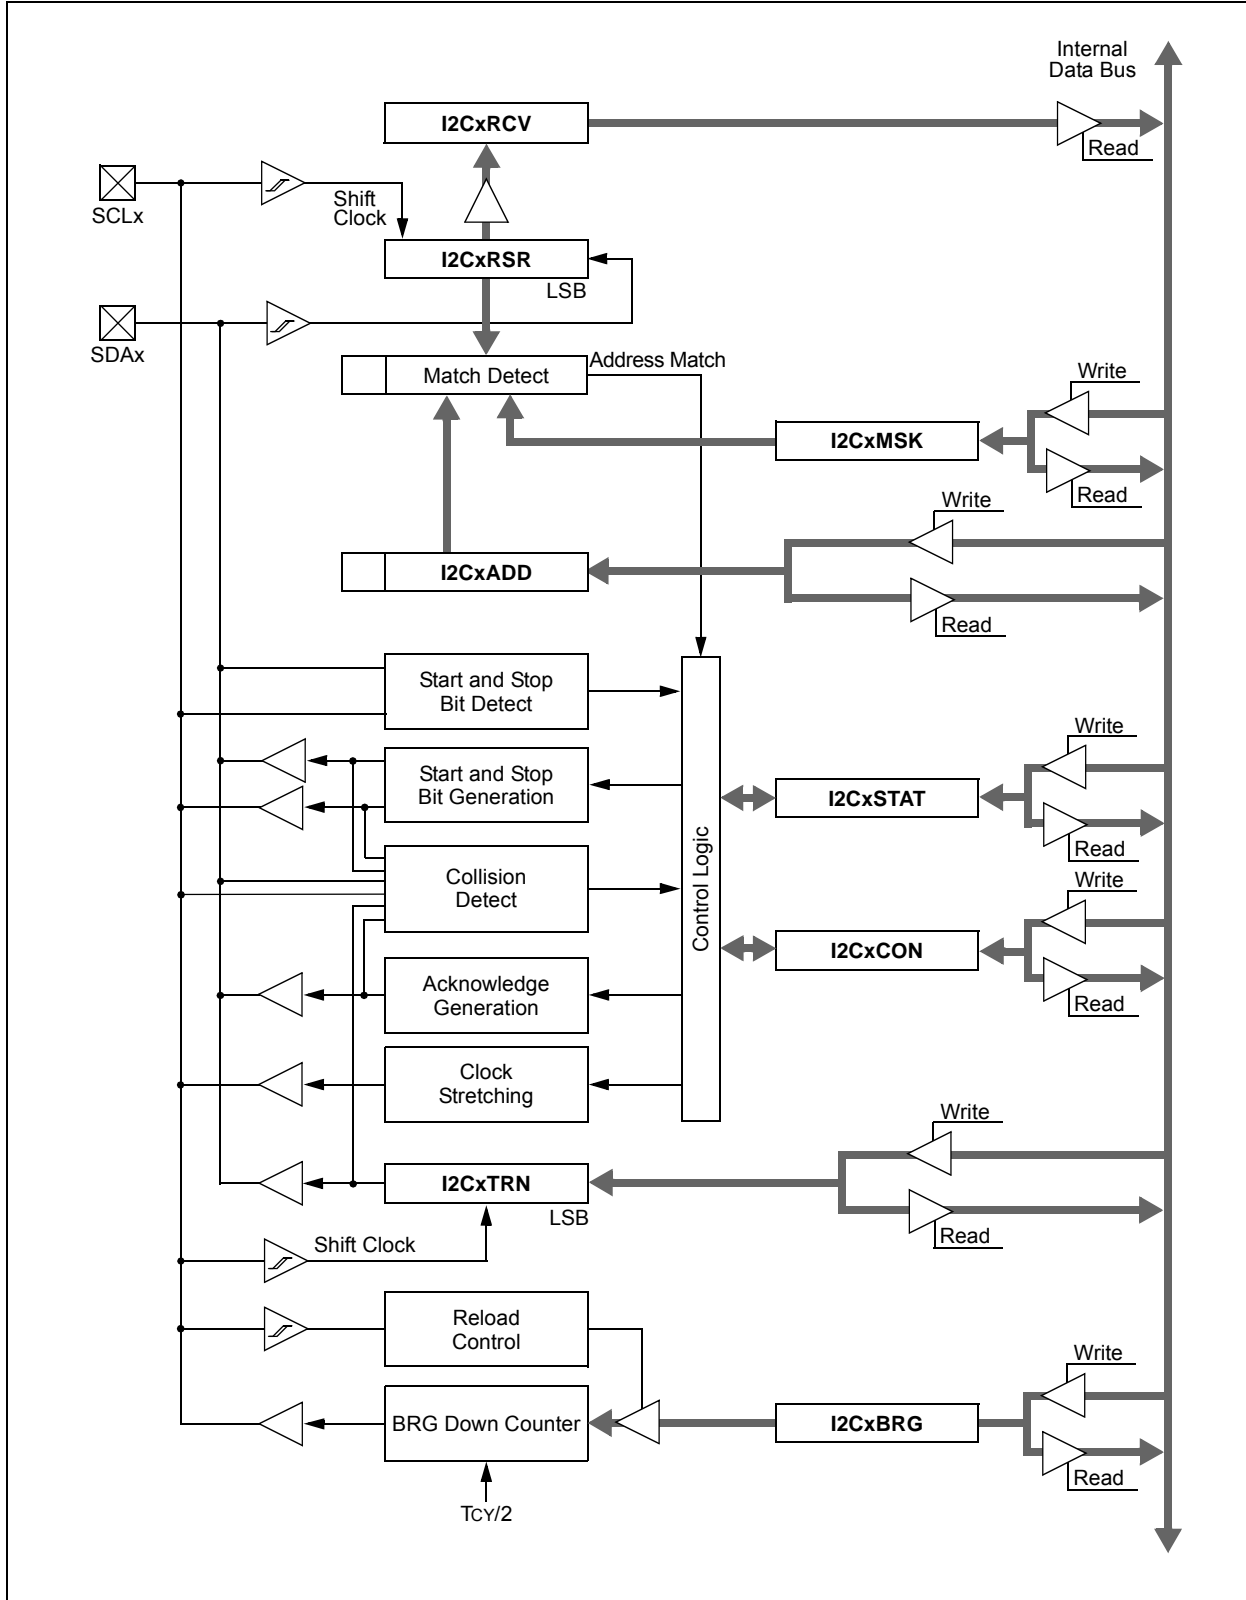 Internal
Data Bus
I2CxRCV
Read
SCLx
Shift
Clock
I2CxRSR
LSB
SDAx
Match Detect
Address Match
Write
I2CxMSK
Read
Write
I2CxADD
Read
Start and Stop
Bit Detect
Write
Start and Stop
Bit Generation
I2CxSTAT
Read
Control Logic
Collision
Detect
Write
I2CxCON
Read
Acknowledge
Generation
Clock
Stretching
Write
I2CxTRN
LSB
Read
Shift Clock
Reload
Control
Write
BRG Down Counter
I2CxBRG
Read
TCY/2